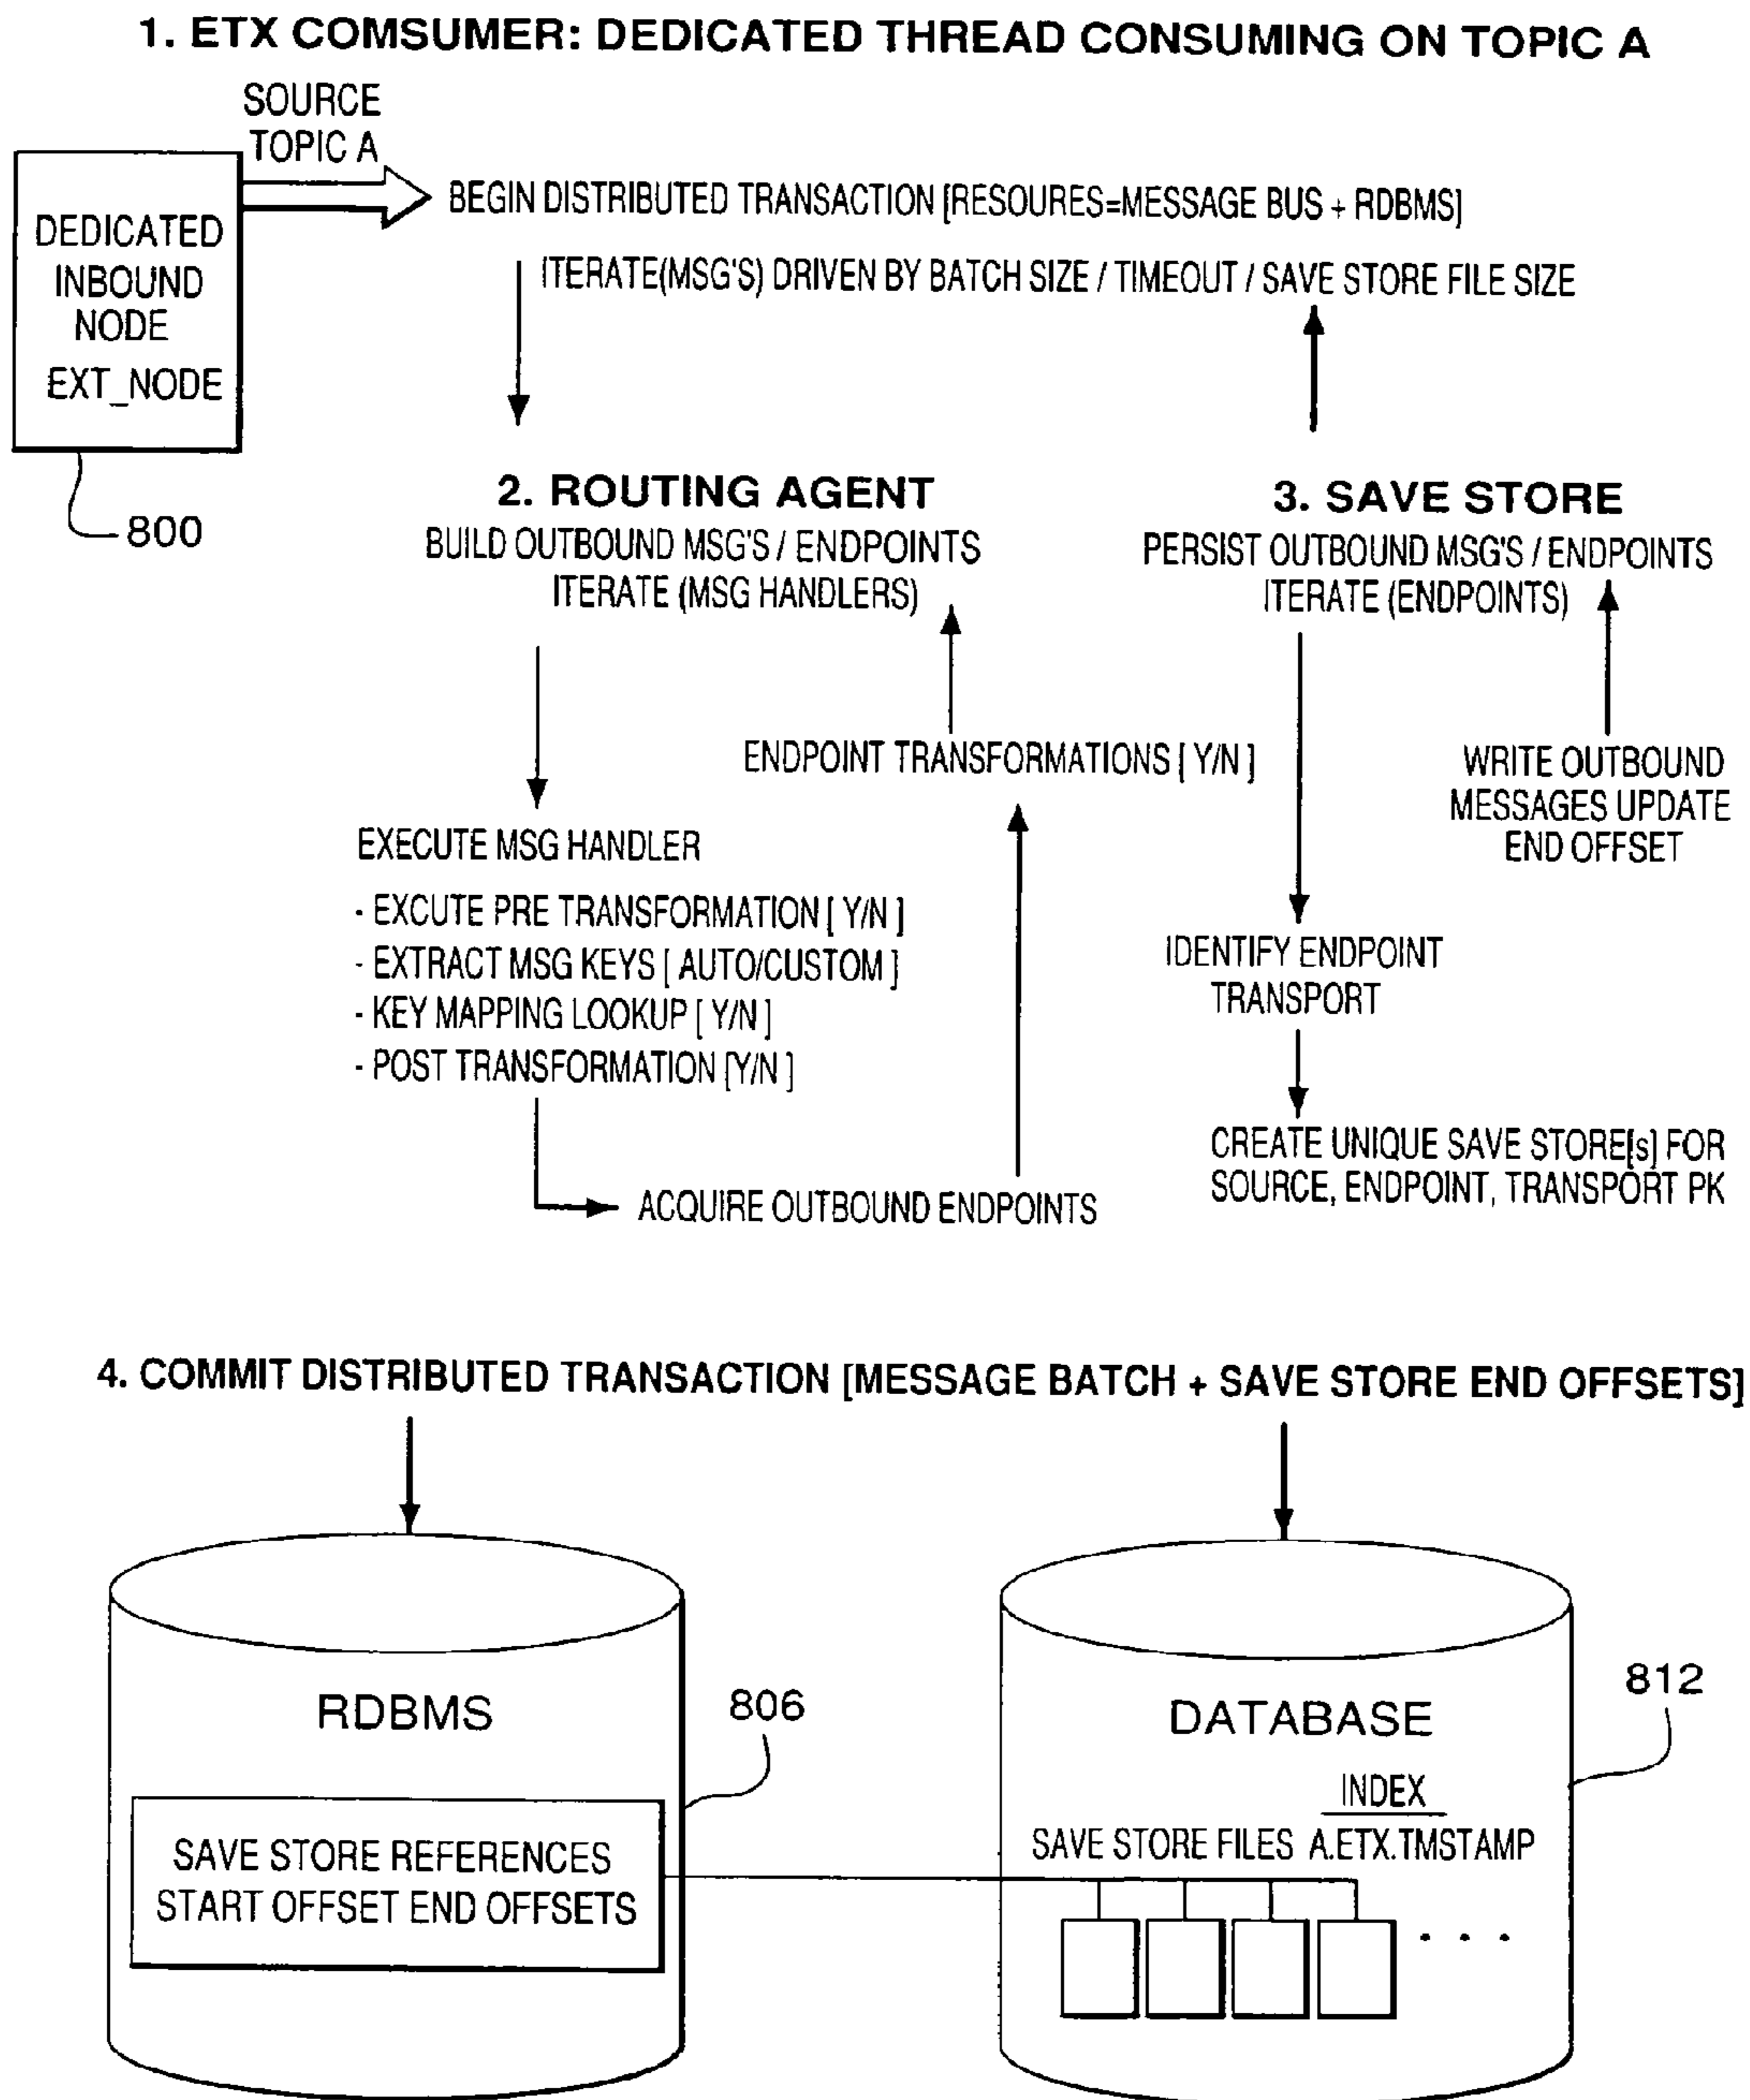 1. ETX COMSUMER: DEDICATED THREAD CONSUMING ON TOPIC A
SOURCE
TOPIC A
DEDICATED
INBOUND
NODE
EXT_NODE
800
BEGIN DISTRIBUTED TRANSACTION [RESOURES=MESSAGE BUS + RDBMS]
ITERATE(MSG'S) DRIVEN BY BATCH SIZE / TIMEOUT / SAVE STORE FILE SIZE
2. ROUTING AGENT
BUILD OUTBOUND MSG'S / ENDPOINTS
ITERATE (MSG HANDLERS)
ENDPOINT TRANSFORMATIONS [ Y/N ]
EXECUTE MSG HANDLER
- EXCUTE PRE TRANSFORMATION [ Y/N ]
- EXTRACT MSG KEYS [ AUTO/CUSTOM ]
- KEY MAPPING LOOKUP [ Y/N ]
- POST TRANSFORMATION [Y/N ]
ACQUIRE OUTBOUND ENDPOINTS
3. SAVE STORE
PERSIST OUTBOUND MSG'S / ENDPOINTS
ITERATE (ENDPOINTS)
WRITE OUTBOUND
MESSAGES UPDATE
END OFFSET
IDENTIFY ENDPOINT
TRANSPORT
CREATE UNIQUE SAVE STORE[s] FOR
SOURCE, ENDPOINT, TRANSPORT PK
4. COMMIT DISTRIBUTED TRANSACTION [MESSAGE BATCH + SAVE STORE END OFFSETS]
RDBMS
806
SAVE STORE REFERENCES
START OFFSET END OFFSETS
DATABASE
812
INDEX
SAVE STORE FILES A.ETX.TMSTAMP
. . .